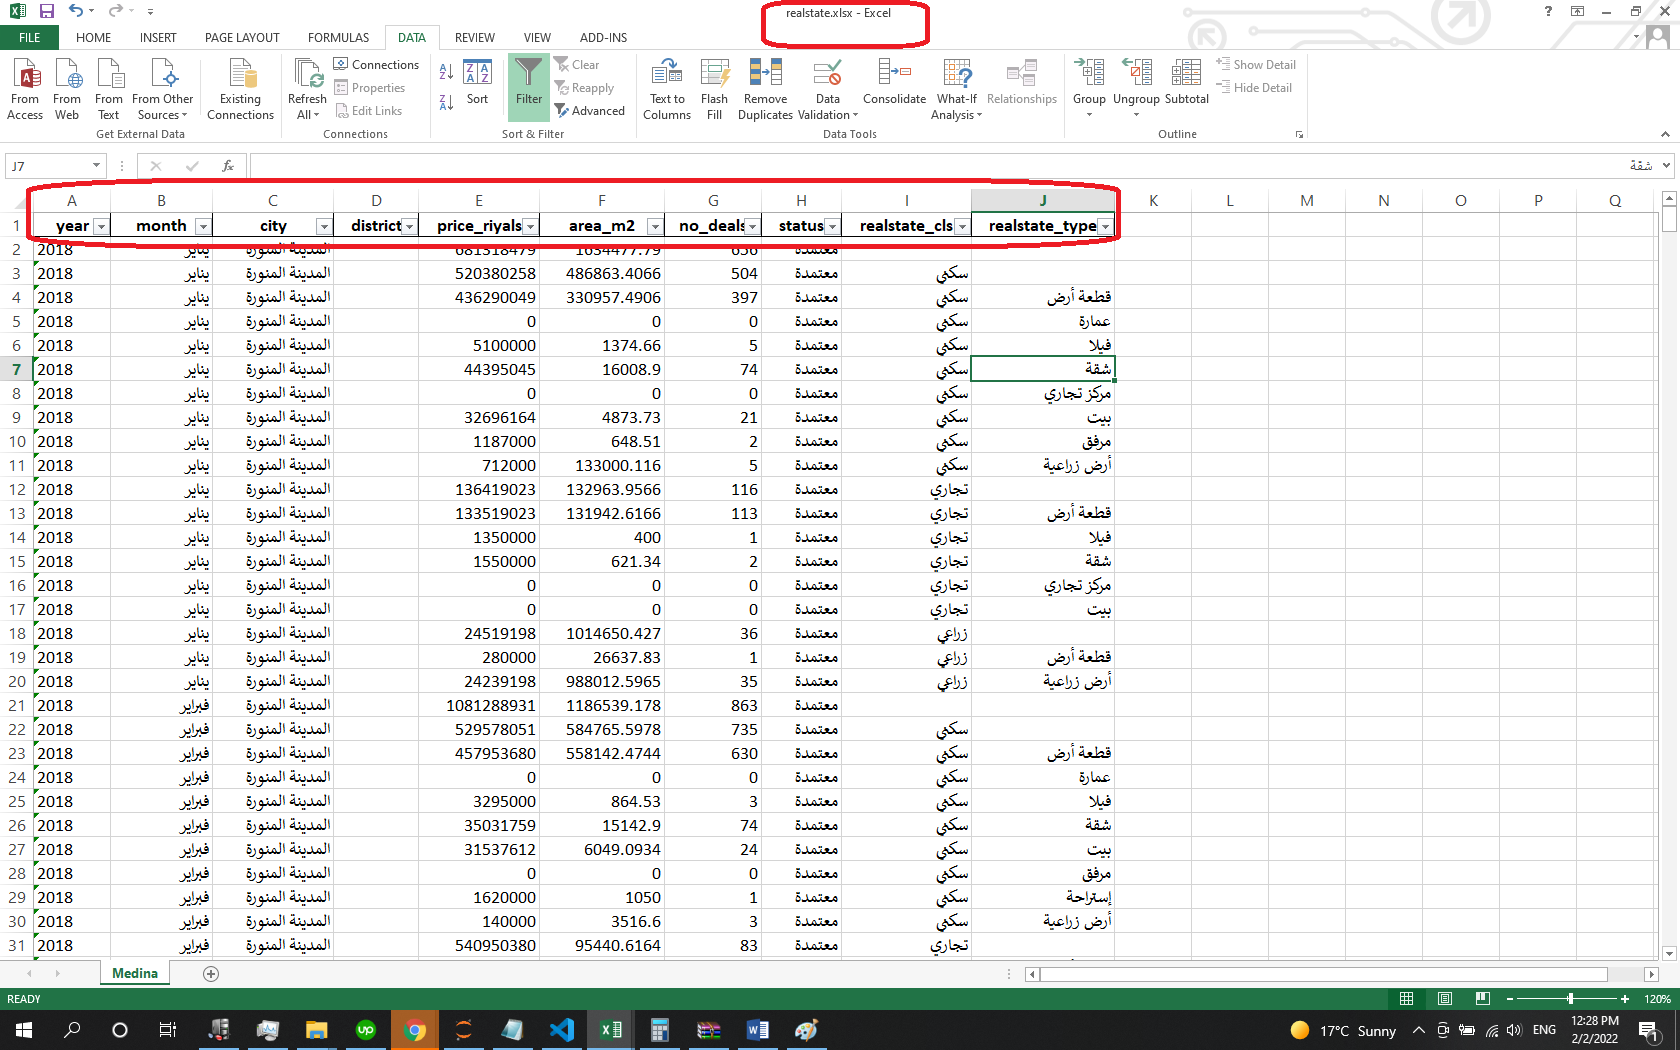 realstate.xlsx - Excel
FILE HOME INSERT PAGE LAYOUT FORMULAS DATA REVIEW VIEW ADD-INS
From Access
From Web
From Text
From Other Sources
Existing Connections
Get External Data
Refresh All
Connections
Properties
Edit Links
Connections
Sort
Filter
Clear
Reapply
Advanced
Sort & Filter
Text to Columns
Flash Fill
Remove Duplicates
Data Validation
Consolidate
What-If Analysis
Relationships
Data Tools
Group
Ungroup
Subtotal
Show Detail
Hide Detail
Outline
J7 fx شقة
A B C D E F G H I J K L M N O P Q
1 year month city district price_riyals area_m2 no_deals status realstate_cls realstate_type
2 2018 يناير المدينة المنورة 681318479 1634477.79 656 معتمدة
3 2018 يناير المدينة المنورة 520380258 486863.4066 504 معتمدة سكني
4 2018 يناير المدينة المنورة 436290049 330957.4906 397 معتمدة سكني قطعة أرض
5 2018 يناير المدينة المنورة 0 0 0 معتمدة سكني عمارة
6 2018 يناير المدينة المنورة 5100000 1374.66 5 معتمدة سكني فيلا
7 2018 يناير المدينة المنورة 44395045 16008.9 74 معتمدة سكني شقة
8 2018 يناير المدينة المنورة 0 0 0 معتمدة سكني مركز تجاري
9 2018 يناير المدينة المنورة 32696164 4873.73 21 معتمدة سكني بيت
10 2018 يناير المدينة المنورة 1187000 648.51 2 معتمدة سكني مرفق
11 2018 يناير المدينة المنورة 712000 133000.116 5 معتمدة سكني أرض زراعية
12 2018 يناير المدينة المنورة 136419023 132963.9566 116 معتمدة تجاري
13 2018 يناير المدينة المنورة 133519023 131942.6166 113 معتمدة تجاري قطعة أرض
14 2018 يناير المدينة المنورة 1350000 400 1 معتمدة تجاري فيلا
15 2018 يناير المدينة المنورة 1550000 621.34 2 معتمدة تجاري شقة
16 2018 يناير المدينة المنورة 0 0 0 معتمدة تجاري مركز تجاري
17 2018 يناير المدينة المنورة 0 0 0 معتمدة تجاري بيت
18 2018 يناير المدينة المنورة 24519198 1014650.427 36 معتمدة زراعي
19 2018 يناير المدينة المنورة 280000 26637.83 1 معتمدة زراعي قطعة أرض
20 2018 يناير المدينة المنورة 24239198 988012.5965 35 معتمدة زراعي أرض زراعية
21 2018 فبراير المدينة المنورة 1081288931 1186539.178 863 معتمدة
22 2018 فبراير المدينة المنورة 529578051 584765.5978 735 معتمدة سكني
23 2018 فبراير المدينة المنورة 457953680 558142.4744 630 معتمدة سكني قطعة أرض
24 2018 فبراير المدينة المنورة 0 0 0 معتمدة سكني عمارة
25 2018 فبراير المدينة المنورة 3295000 864.53 3 معتمدة سكني فيلا
26 2018 فبراير المدينة المنورة 35031759 15142.9 74 معتمدة سكني شقة
27 2018 فبراير المدينة المنورة 31537612 6049.0934 24 معتمدة سكني بيت
28 2018 فبراير المدينة المنورة 0 0 0 معتمدة سكني مرفق
29 2018 فبراير المدينة المنورة 1620000 1050 1 معتمدة سكني إستراحة
30 2018 فبراير المدينة المنورة 140000 3516.6 3 معتمدة سكني أرض زراعية
31 2018 فبراير المدينة المنورة 540950380 95440.6164 83 معتمدة تجاري
Medina
READY 120%
17°C Sunny ENG 12:28 PM
2/2/2022